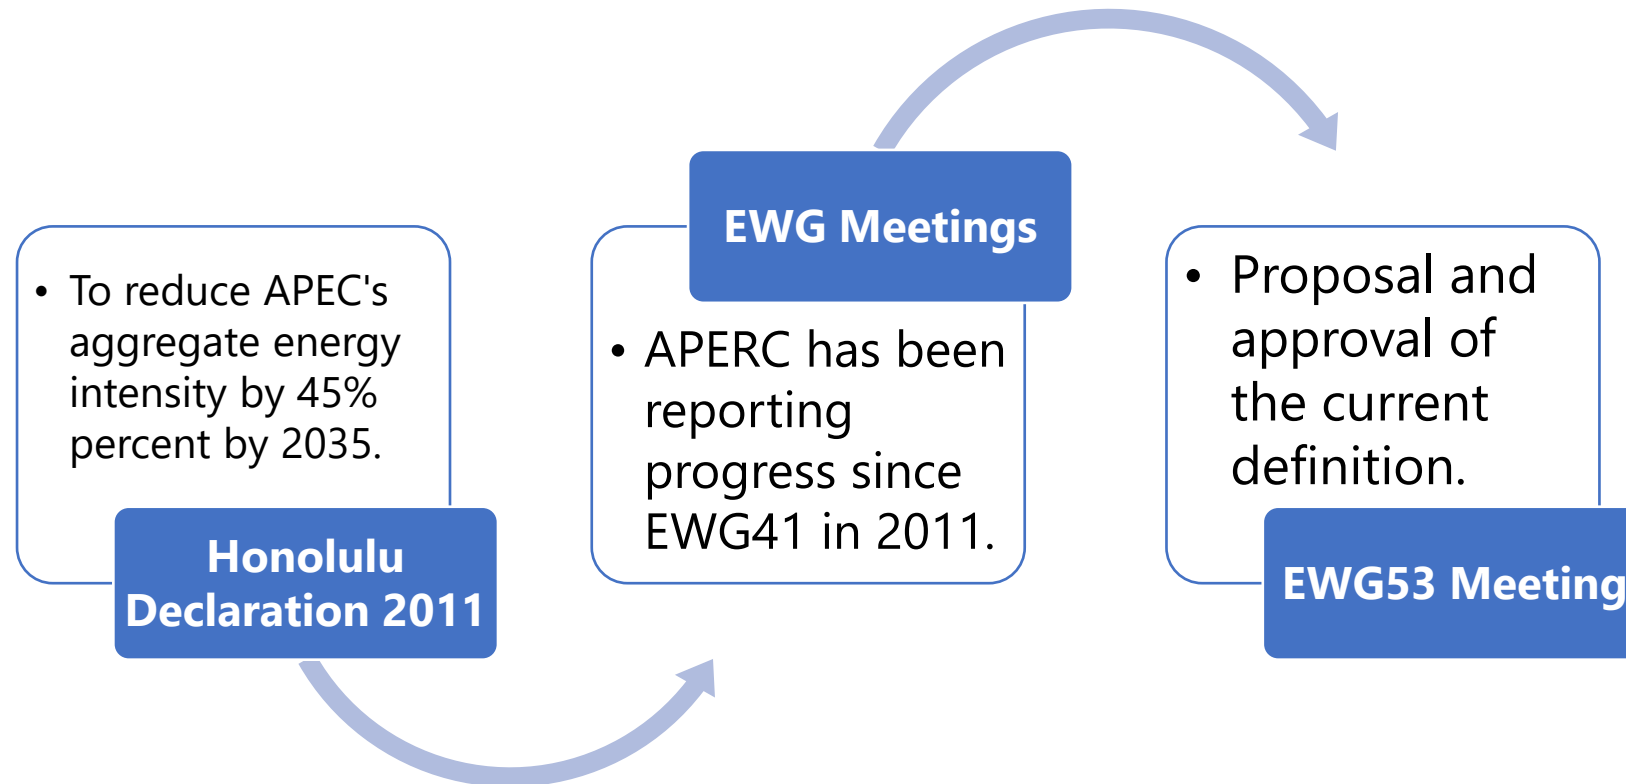 • To reduce APEC's
aggregate energy
intensity by 45%
percent by 2035.
Honolulu
Declaration 2011
EWG Meetings
• APERC has been
reporting
progress since
EWG41 in 2011.
• Proposal and
approval of
the current
definition.
EWG53 Meeting